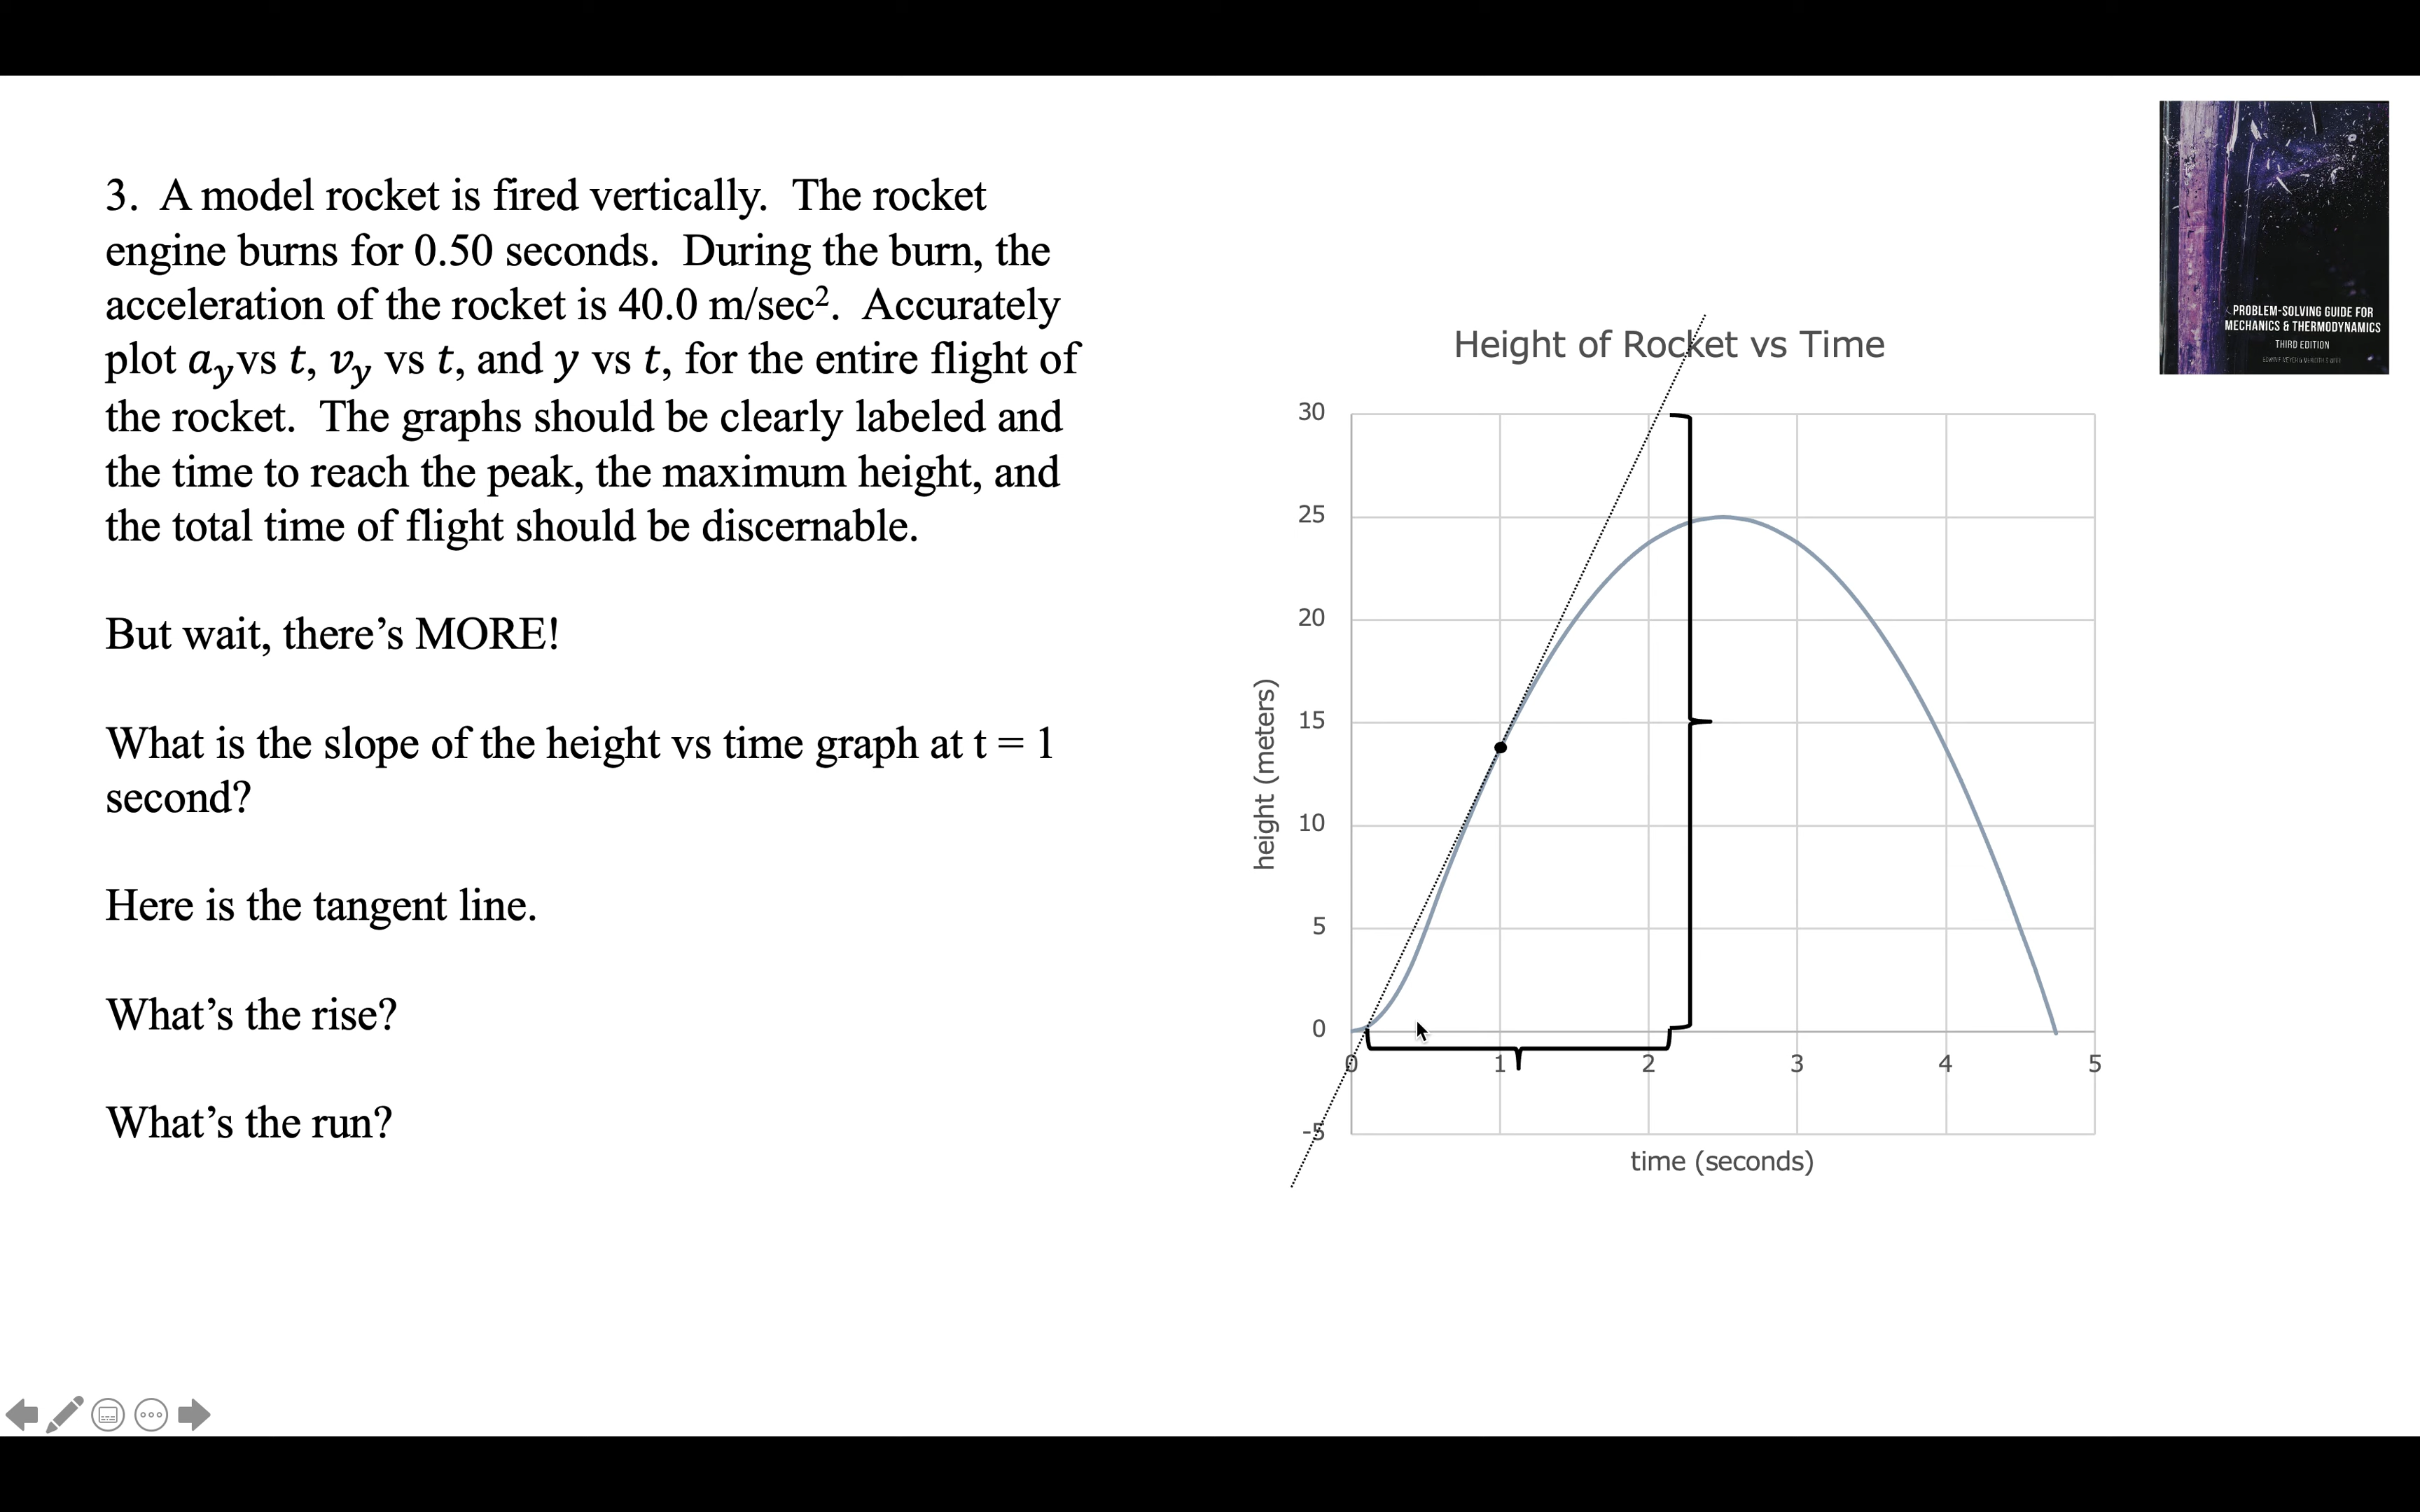 3. A model rocket is fired vertically. The rocket
engine burns for 0.50 seconds. During the burn, the
acceleration of the rocket is 40.0 m/sec². Accurately
plot a_y vs t, v_y vs t, and y vs t, for the entire flight of
the rocket. The graphs should be clearly labeled and
the time to reach the peak, the maximum height, and
the total time of flight should be discernable.
But wait, there’s MORE!
What is the slope of the height vs time graph at t = 1
second?
Here is the tangent line.
What’s the rise?
What’s the run?
Height of Rocket vs Time
30
25
20
15
10
5
0
-5
height (meters)
0 1 2 3 4 5
time (seconds)
PROBLEM-SOLVING GUIDE FOR
MECHANICS & THERMODYNAMICS
THIRD EDITION